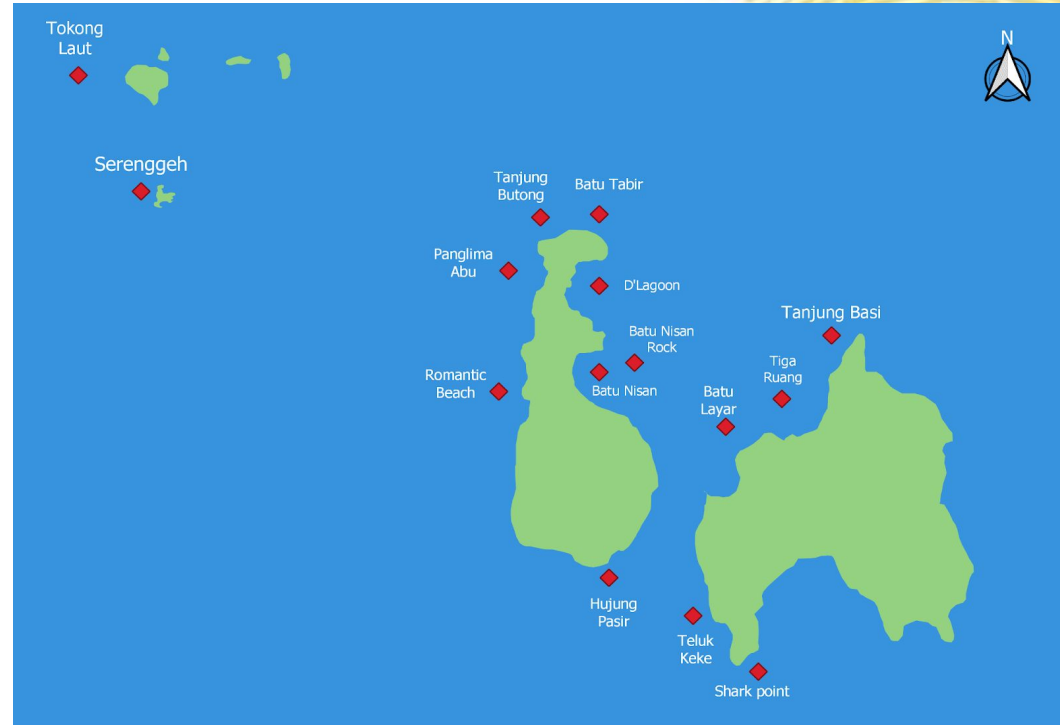 Tokong
Laut
N
Serenggeh
Tanjung
Butong
Batu Tabir
Panglima
Abu
D'Lagoon
Tanjung Basi
Batu Nisan
Rock
Tiga
Ruang
Romantic
Beach
Batu Nisan
Batu
Layar
Hujung
Pasir
Teluk
Keke
Shark point